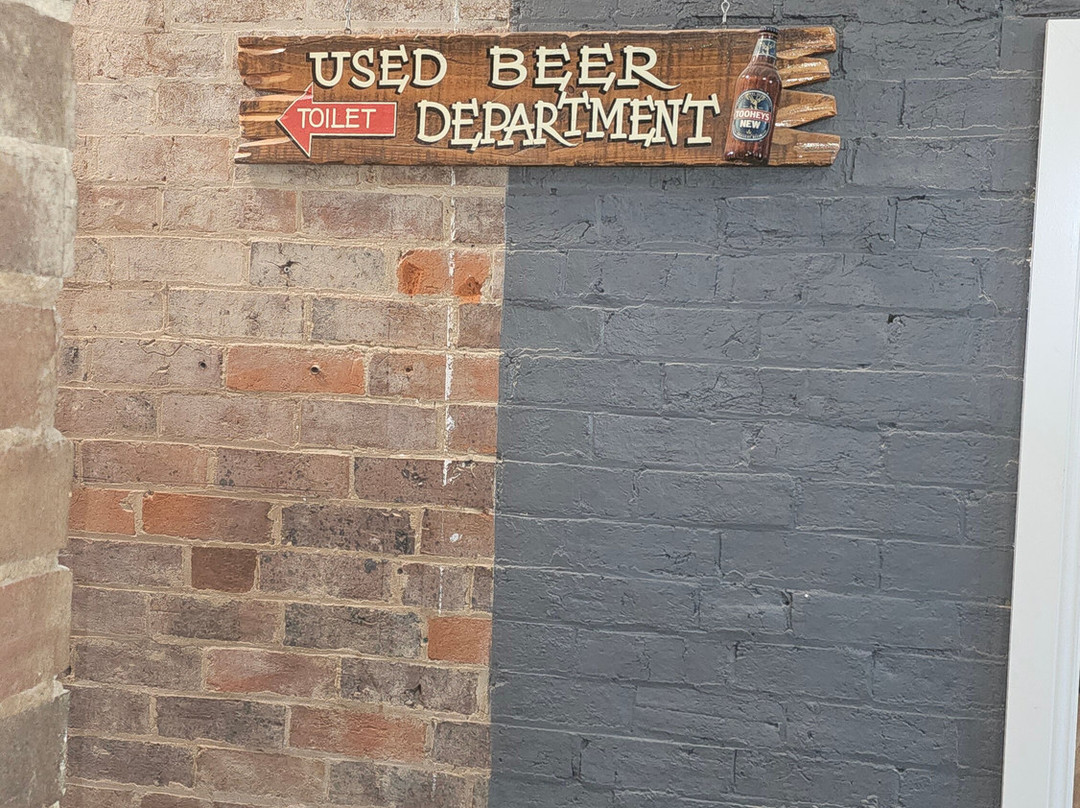 USED BEER
TOILET
DEPARTMENT
TOOHEYS
NEW